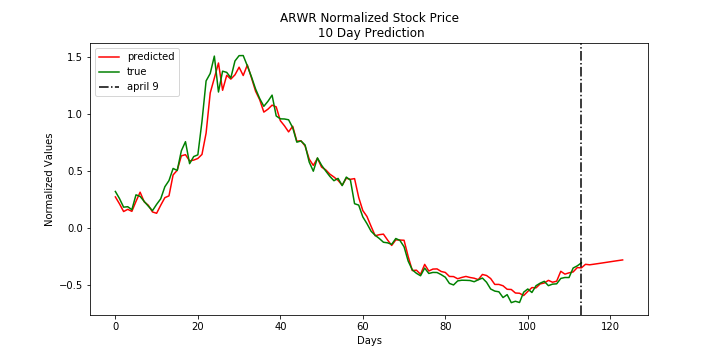 ARWR Normalized Stock Price
10 Day Prediction
predicted
true
april 9
Normalized Values
1.5
1.0
0.5
0.0
−0.5
0
20
40
60
80
100
120
Days